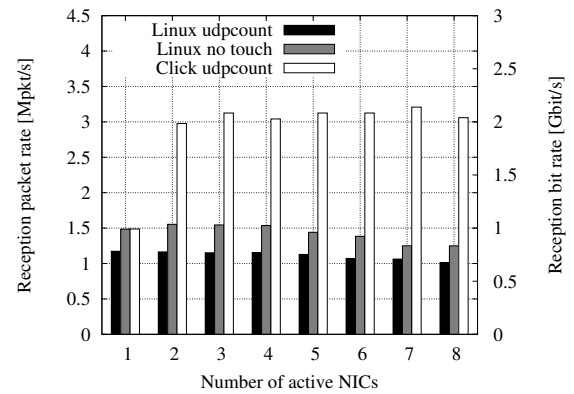 Linux udpcount
Linux no touch
Click udpcount
Reception packet rate [Mpkt/s]
4.5
4
3.5
3
2.5
2
1.5
1
0.5
0
3
2.5
2
1.5
1
0.5
0
Reception bit rate [Gbit/s]
1 2 3 4 5 6 7 8
Number of active NICs